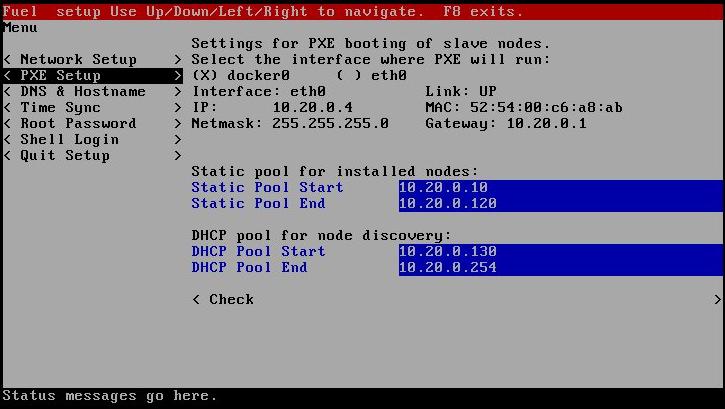 Fuel  setup Use Up/Down/Left/Right to navigate.  F8 exits.
Menu
Settings for PXE booting of slave nodes.
< Network Setup    > Select the interface where PXE will run:
< PXE Setup        > (X) docker0     ( ) eth0
< DNS & Hostname   > Interface: eth0           Link: UP
< Time Sync        > IP:      10.20.0.4        MAC: 52:54:00:c6:a8:ab
< Root Password    > Netmask: 255.255.255.0    Gateway: 10.20.0.1
< Shell Login      >
< Quit Setup       >
Static pool for installed nodes:
Static Pool Start      10.20.0.10
Static Pool End        10.20.0.120
DHCP pool for node discovery:
DHCP Pool Start        10.20.0.130
DHCP Pool End          10.20.0.254
< Check                                                   >
Status messages go here.